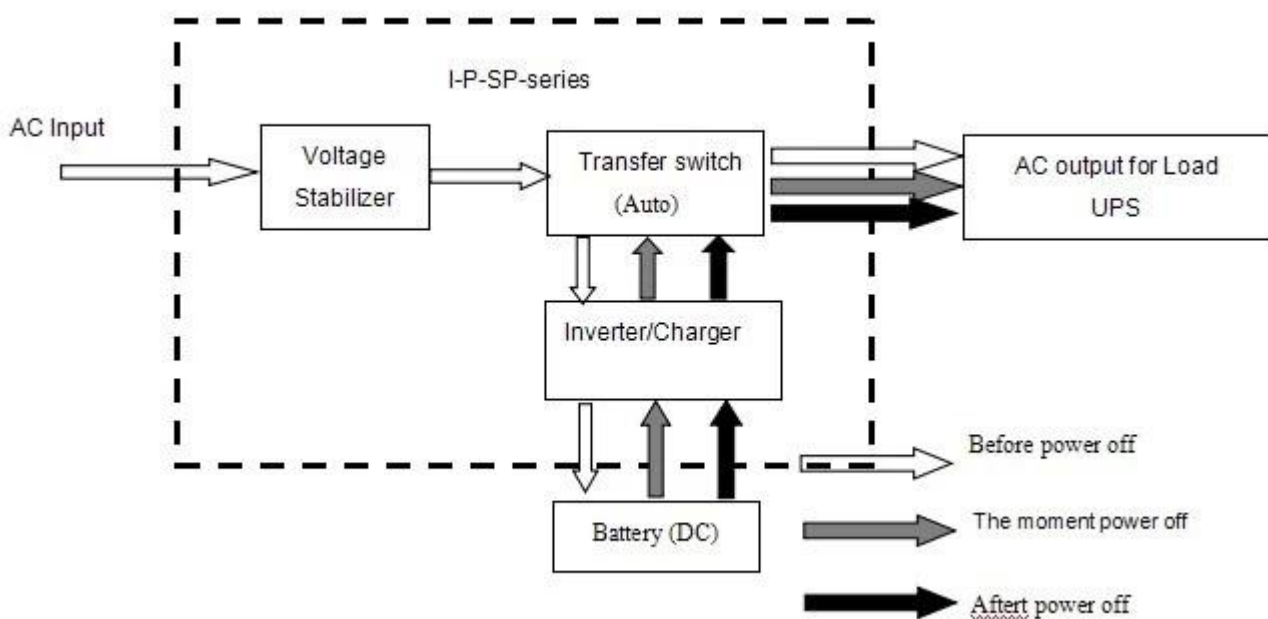 I-P-SP-series
AC Input
Voltage
Stabilizer
Transfer switch
(Auto)
AC output for Load
UPS
Inverter/Charger
Battery (DC)
Before power off
The moment power off
Aftert power off